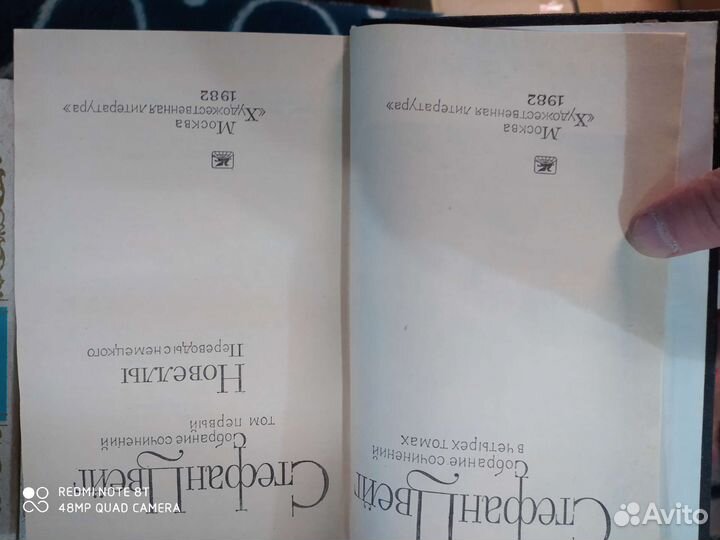 Стефан Цвейг
Собрание сочинений
в четырех томах
Москва
«Художественная литература»
1982
Стефан Цвейг
Собрание сочинений
том первый
Новеллы
Переводы с немецкого
Москва
«Художественная литература»
1982
REDMI NOTE 8T
48MP QUAD CAMERA
Avito